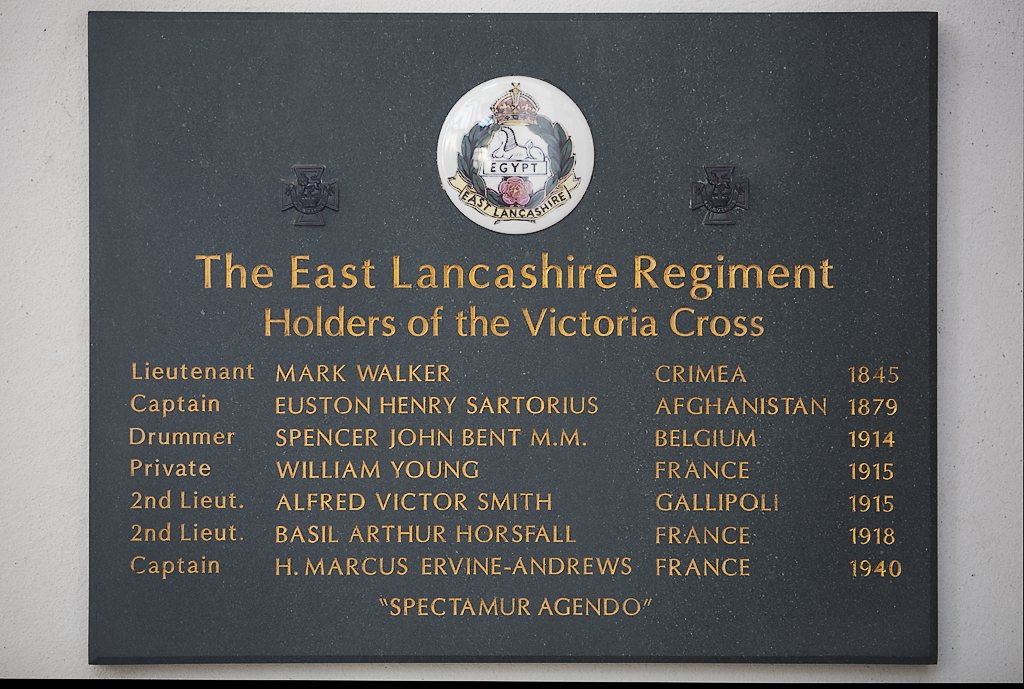 EGYPT
EAST LANCASHIRE
The East Lancashire Regiment
Holders of the Victoria Cross
Lieutenant MARK WALKER CRIMEA 1845
Captain EUSTON HENRY SARTORIUS AFGHANISTAN 1879
Drummer SPENCER JOHN BENT M.M. BELGIUM 1914
Private WILLIAM YOUNG FRANCE 1915
2nd Lieut. ALFRED VICTOR SMITH GALLIPOLI 1915
2nd Lieut. BASIL ARTHUR HORSFALL FRANCE 1918
Captain H. MARCUS ERVINE-ANDREWS FRANCE 1940
"SPECTAMUR AGENDO"